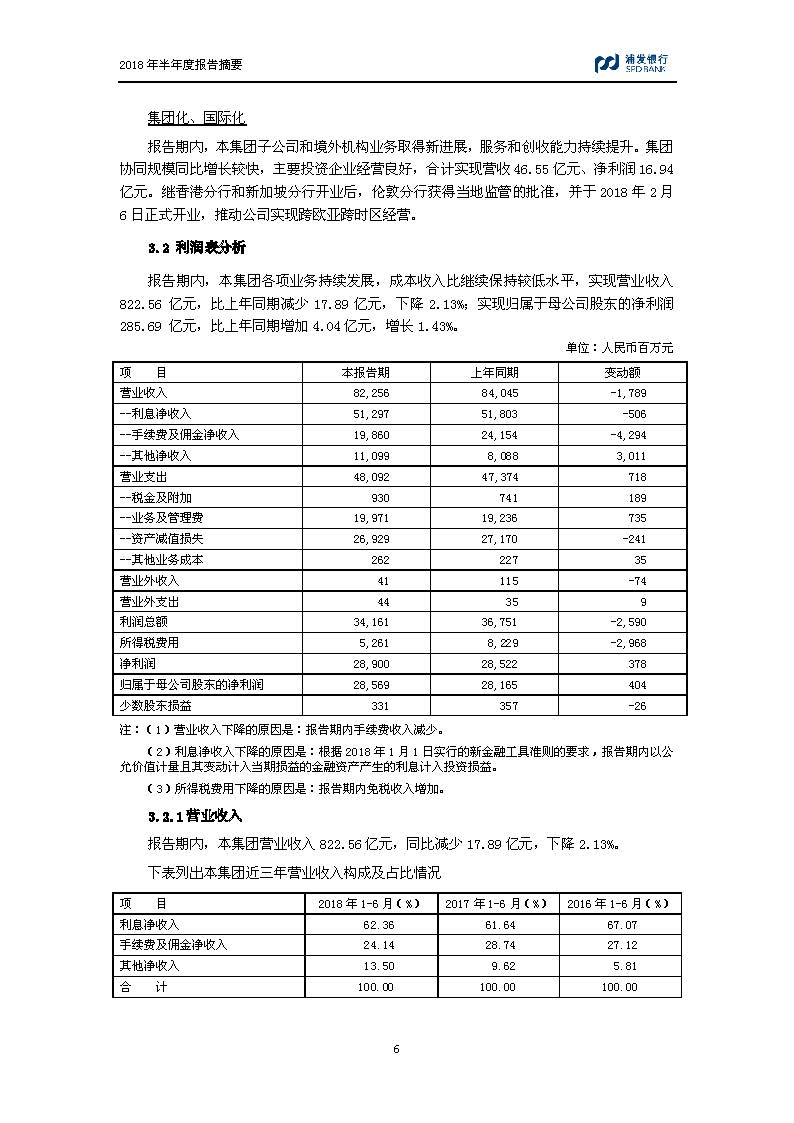 2018 年半年度报告摘要
浦发银行
SPD BANK
集团化、国际化
报告期内，本集团子公司和境外机构业务取得新进展，服务和创收能力持续提升。集团
协同规模同比增长较快，主要投资企业经营良好，合计实现营收 46.55 亿元、净利润 16.94
亿元。继香港分行和新加坡分行开业后，伦敦分行获得当地监管的批准，并于 2018 年 2 月
6 日正式开业，推动公司实现跨欧亚跨时区经营。
3.2 利润表分析
报告期内，本集团各项业务持续发展，成本收入比继续保持较低水平，实现营业收入
822.56 亿元，比上年同期减少 17.89 亿元，下降 2.13%；实现归属于母公司股东的净利润
285.69 亿元，比上年同期增加 4.04 亿元，增长 1.43%。
单位：人民币百万元
项 目 本报告期 上年同期 变动额
营业收入 82,256 84,045 -1,789
--利息净收入 51,297 51,803 -506
--手续费及佣金净收入 19,860 24,154 -4,294
--其他净收入 11,099 8,088 3,011
营业支出 48,092 47,374 718
--税金及附加 930 741 189
--业务及管理费 19,971 19,236 735
--资产减值损失 26,929 27,170 -241
--其他业务成本 262 227 35
营业外收入 41 115 -74
营业外支出 44 35 9
利润总额 34,161 36,751 -2,590
所得税费用 5,261 8,229 -2,968
净利润 28,900 28,522 378
归属于母公司股东的净利润 28,569 28,165 404
少数股东损益 331 357 -26
注：（1）营业收入下降的原因是：报告期内手续费收入减少。
（2）利息净收入下降的原因是：根据 2018 年 1 月 1 日实行的新金融工具准则的要求，报告期内以公
允价值计量且其变动计入当期损益的金融资产产生的利息计入投资损益。
（3）所得税费用下降的原因是：报告期内免税收入增加。
3.2.1 营业收入
报告期内，本集团营业收入 822.56 亿元，同比减少 17.89 亿元，下降 2.13%。
下表列出本集团近三年营业收入构成及占比情况
项 目 2018 年 1-6 月（%） 2017 年 1-6 月（%） 2016 年 1-6 月（%）
利息净收入 62.36 61.64 67.07
手续费及佣金净收入 24.14 28.74 27.12
其他净收入 13.50 9.62 5.81
合 计 100.00 100.00 100.00
6